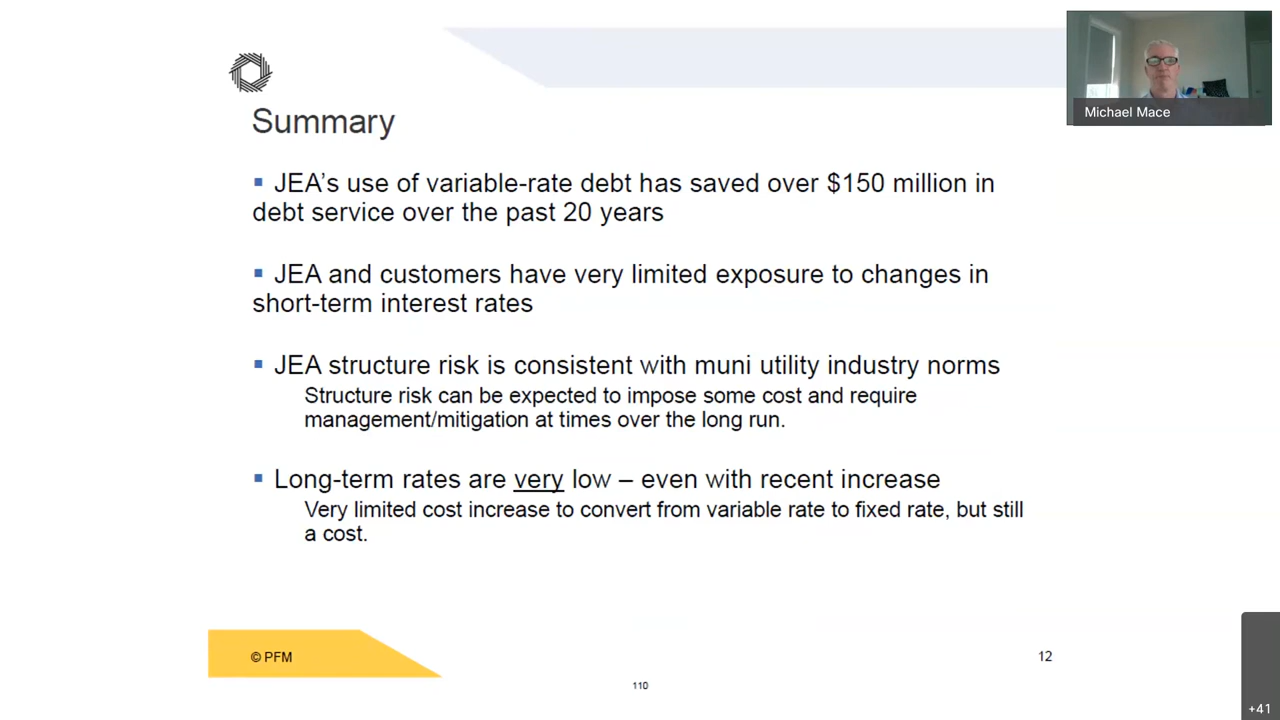 Michael Mace
Summary
▪ JEA’s use of variable-rate debt has saved over $150 million in
debt service over the past 20 years
▪ JEA and customers have very limited exposure to changes in
short-term interest rates
▪ JEA structure risk is consistent with muni utility industry norms
Structure risk can be expected to impose some cost and require
management/mitigation at times over the long run.
▪ Long-term rates are very low – even with recent increase
Very limited cost increase to convert from variable rate to fixed rate, but still
a cost.
© PFM
12
110
+41